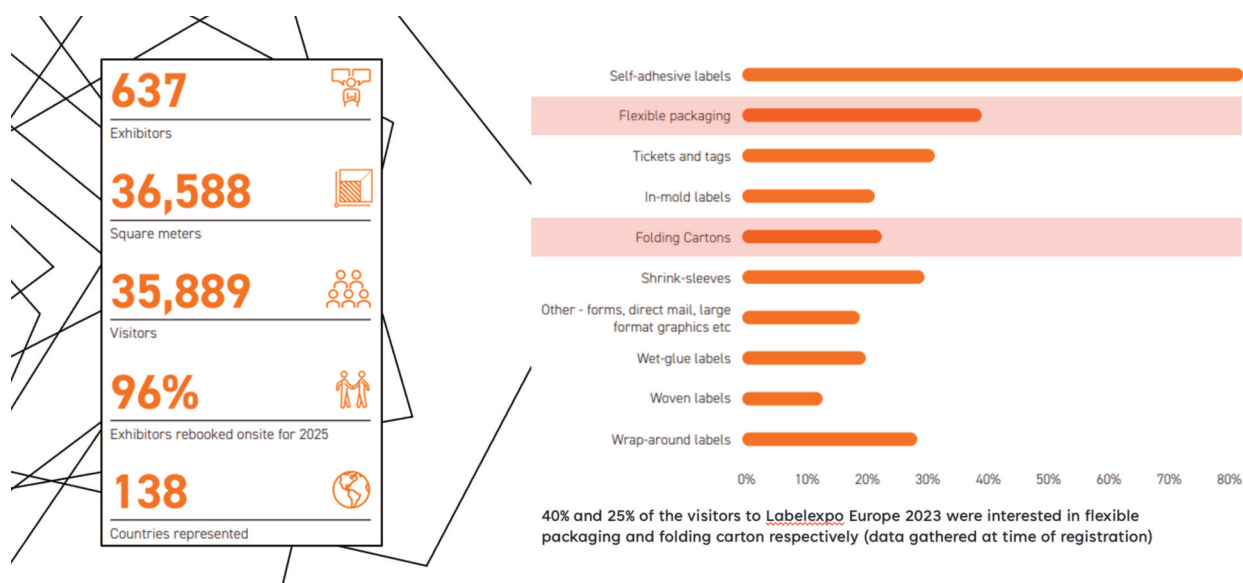 637
Exhibitors
36,588
Square meters
35,889
Visitors
96%
Exhibitors rebooked onsite for 2025
138
Countries represented
Self-adhesive labels
Flexible packaging
Tickets and tags
In-mold labels
Folding Cartons
Shrink-sleeves
Other - forms, direct mail, large
format graphics etc
Wet-glue labels
Woven labels
Wrap-around labels
0% 10% 20% 30% 40% 50% 60% 70% 80%
40% and 25% of the visitors to Labelexpo Europe 2023 were interested in flexible
packaging and folding carton respectively (data gathered at time of registration)